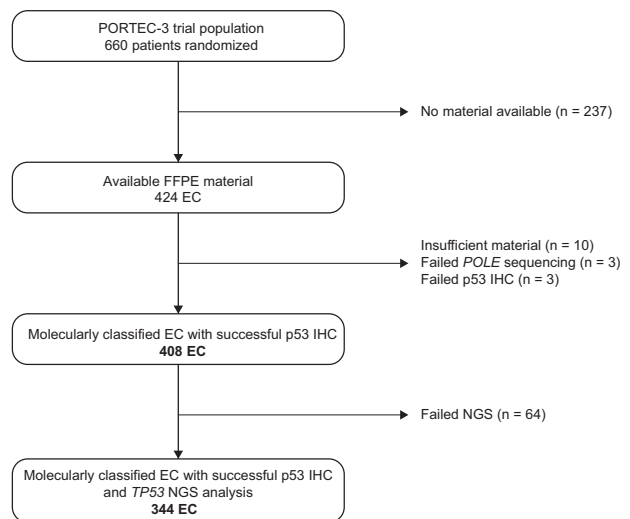 PORTEC-3 trial population
660 patients randomized
No material available (n = 237)
Available FFPE material
424 EC
Insufficient material (n = 10)
Failed POLE sequencing (n = 3)
Failed p53 IHC (n = 3)
Molecularly classified EC with successful p53 IHC
408 EC
Failed NGS (n = 64)
Molecularly classified EC with successful p53 IHC
and TP53 NGS analysis
344 EC